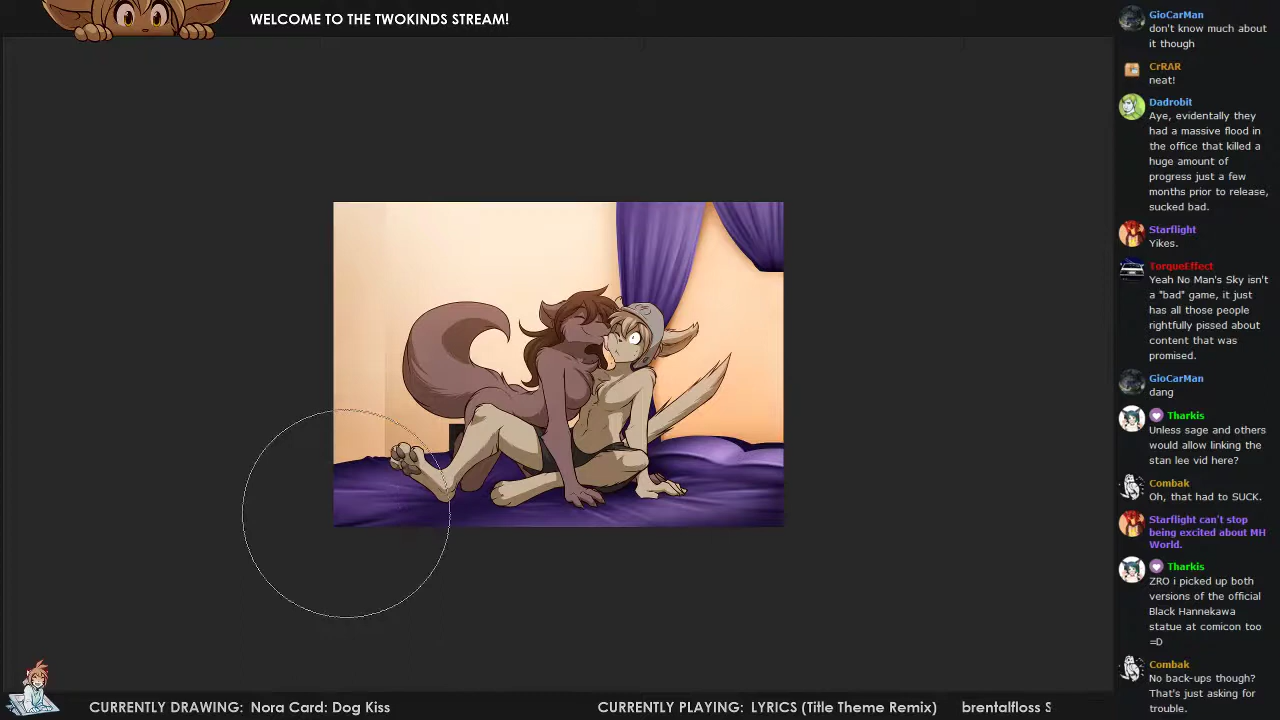 WELCOME TO THE TWOKINDS STREAM!
GioCarMan
don't know much about
it though
CrRAR
neat!
Dadrobit
Aye, evidentally they
had a massive flood in
the office that killed a
huge amount of
progress just a few
months prior to release,
sucked bad.
Starflight
Yikes.
TorqueEffect
Yeah No Man's Sky isn't
a "bad" game, it just
has all those people
rightfully pissed about
content that was
promised.
GioCarMan
dang
Tharkis
Unless sage and others
would allow linking the
stan lee vid here?
Combak
Oh, that had to SUCK.
Starflight can't stop
being excited about MH
World.
Tharkis
ZRO i picked up both
versions of the official
Black Hannekawa
statue at comicon too
=D
Combak
No back-ups though?
That's just asking for
trouble.
CURRENTLY DRAWING: Nora Card: Dog Kiss
CURRENTLY PLAYING: LYRICS (Title Theme Remix) brentalfloss S